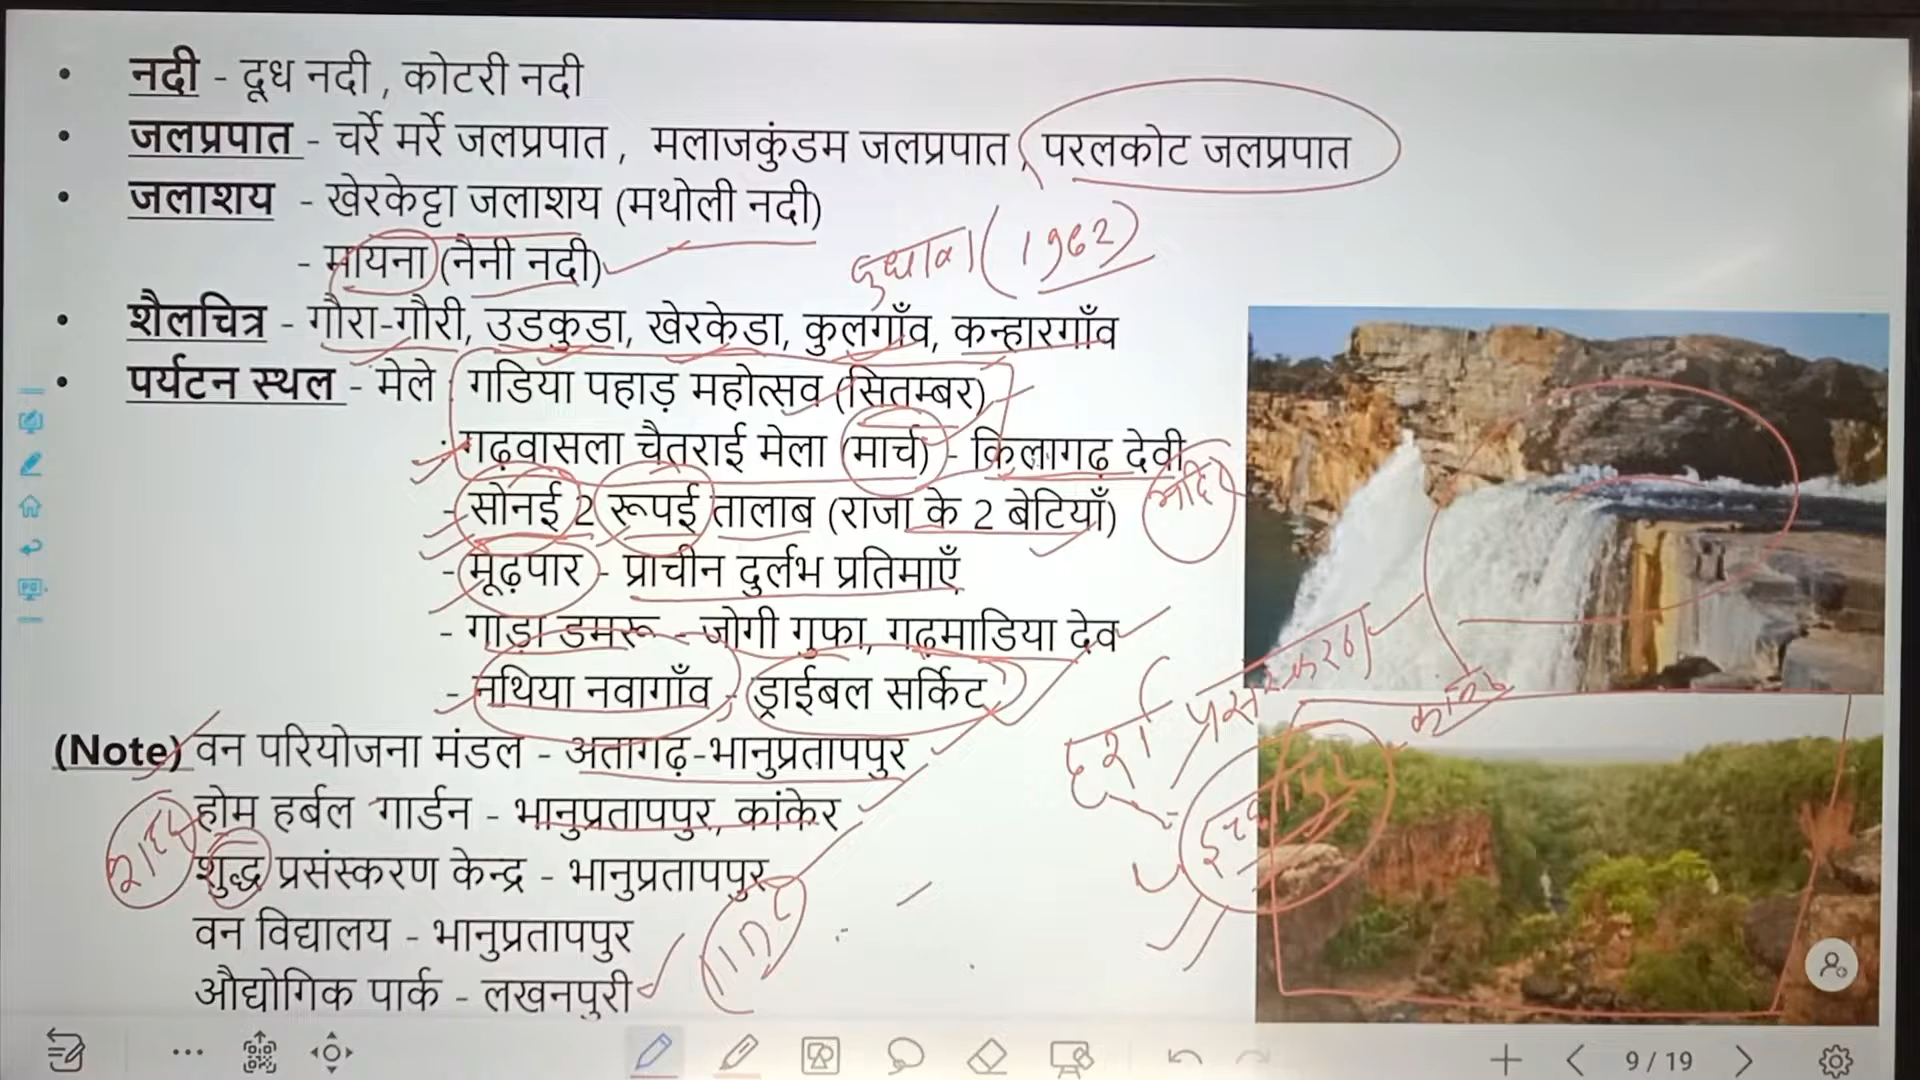 • नदी - दूध नदी , कोटरी नदी
• जलप्रपात - चर्रे मर्रे जलप्रपात , मलाजकुंडम जलप्रपात , परलकोट जलप्रपात
• जलाशय - खेरकेट्टा जलाशय (मथोली नदी)
- मायना (नैनी नदी)
दुधावा (1962)
• शैलचित्र - गौरा-गौरी, उडकुडा, खेरकेडा, कुलगाँव, कन्हारगाँव
• पर्यटन स्थल - मेले : गडिया पहाड़ महोत्सव (सितम्बर)
· गढ़वासला चैतराई मेला (मार्च) - किलागढ़ देवी
- सोनई 2 रूपई तालाब (राजा के 2 बेटियाँ)
- मूढ़पार - प्राचीन दुर्लभ प्रतिमाएँ
- गाड़ा डमरू - जोगी गुफा, गढ़माडिया देव
- नथिया नवागाँव - ड्राईबल सर्किट
(Note) वन परियोजना मंडल - अतागढ़-भानुप्रतापपुर
होम हर्बल गार्डन - भानुप्रतापपुर, कांकेर
शुद्ध प्रसंस्करण केन्द्र - भानुप्रतापपुर
वन विद्यालय - भानुप्रतापपुर
औद्योगिक पार्क - लखनपुरी
9 / 19